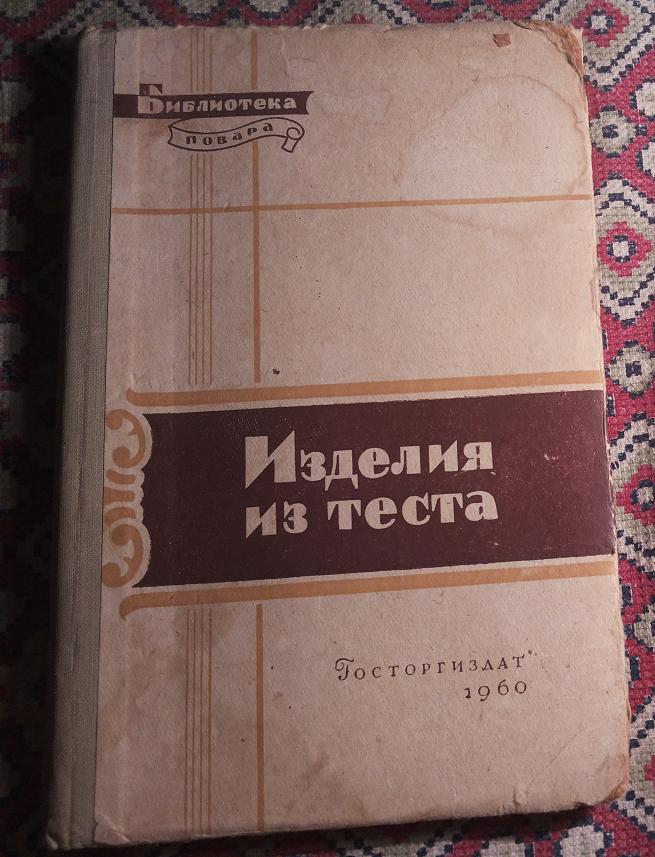 Библиотека
повара
Изделия
из теста
Госторгиздат
1960